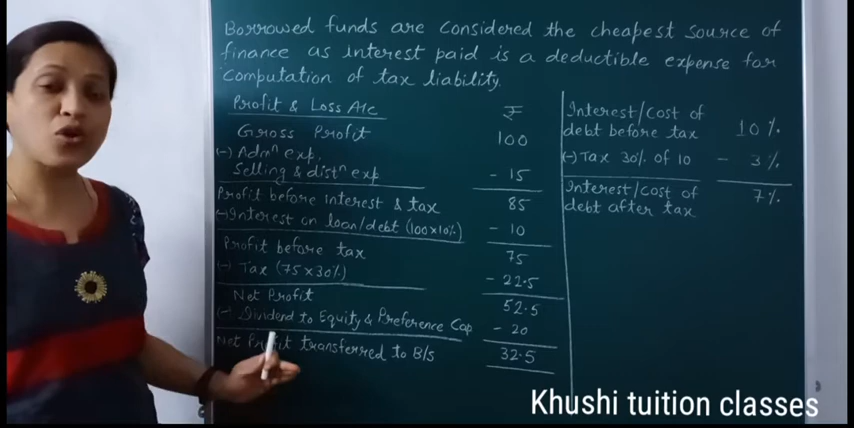 Borrowed funds are considered the cheapest source of
finance as interest paid is a deductible expense for
computation of tax liability.
Profit & Loss A/c ₹
Gross Profit 100
(-) Admⁿ exp.
Selling & distⁿ exp - 15
Profit before interest & tax 85
(-) Interest on loan/debt (100x10%) - 10
Profit before tax 75
(-) Tax (75 x 30%) - 22.5
Net Profit 52.5
(-) Dividend to Equity & Preference Cap - 20
Net Profit transferred to B/s 32.5
Interest/Cost of
debt before tax 10%
(-) Tax 30% of 10 - 3%
Interest/cost of
debt after tax 7%
Khushi tuition classes